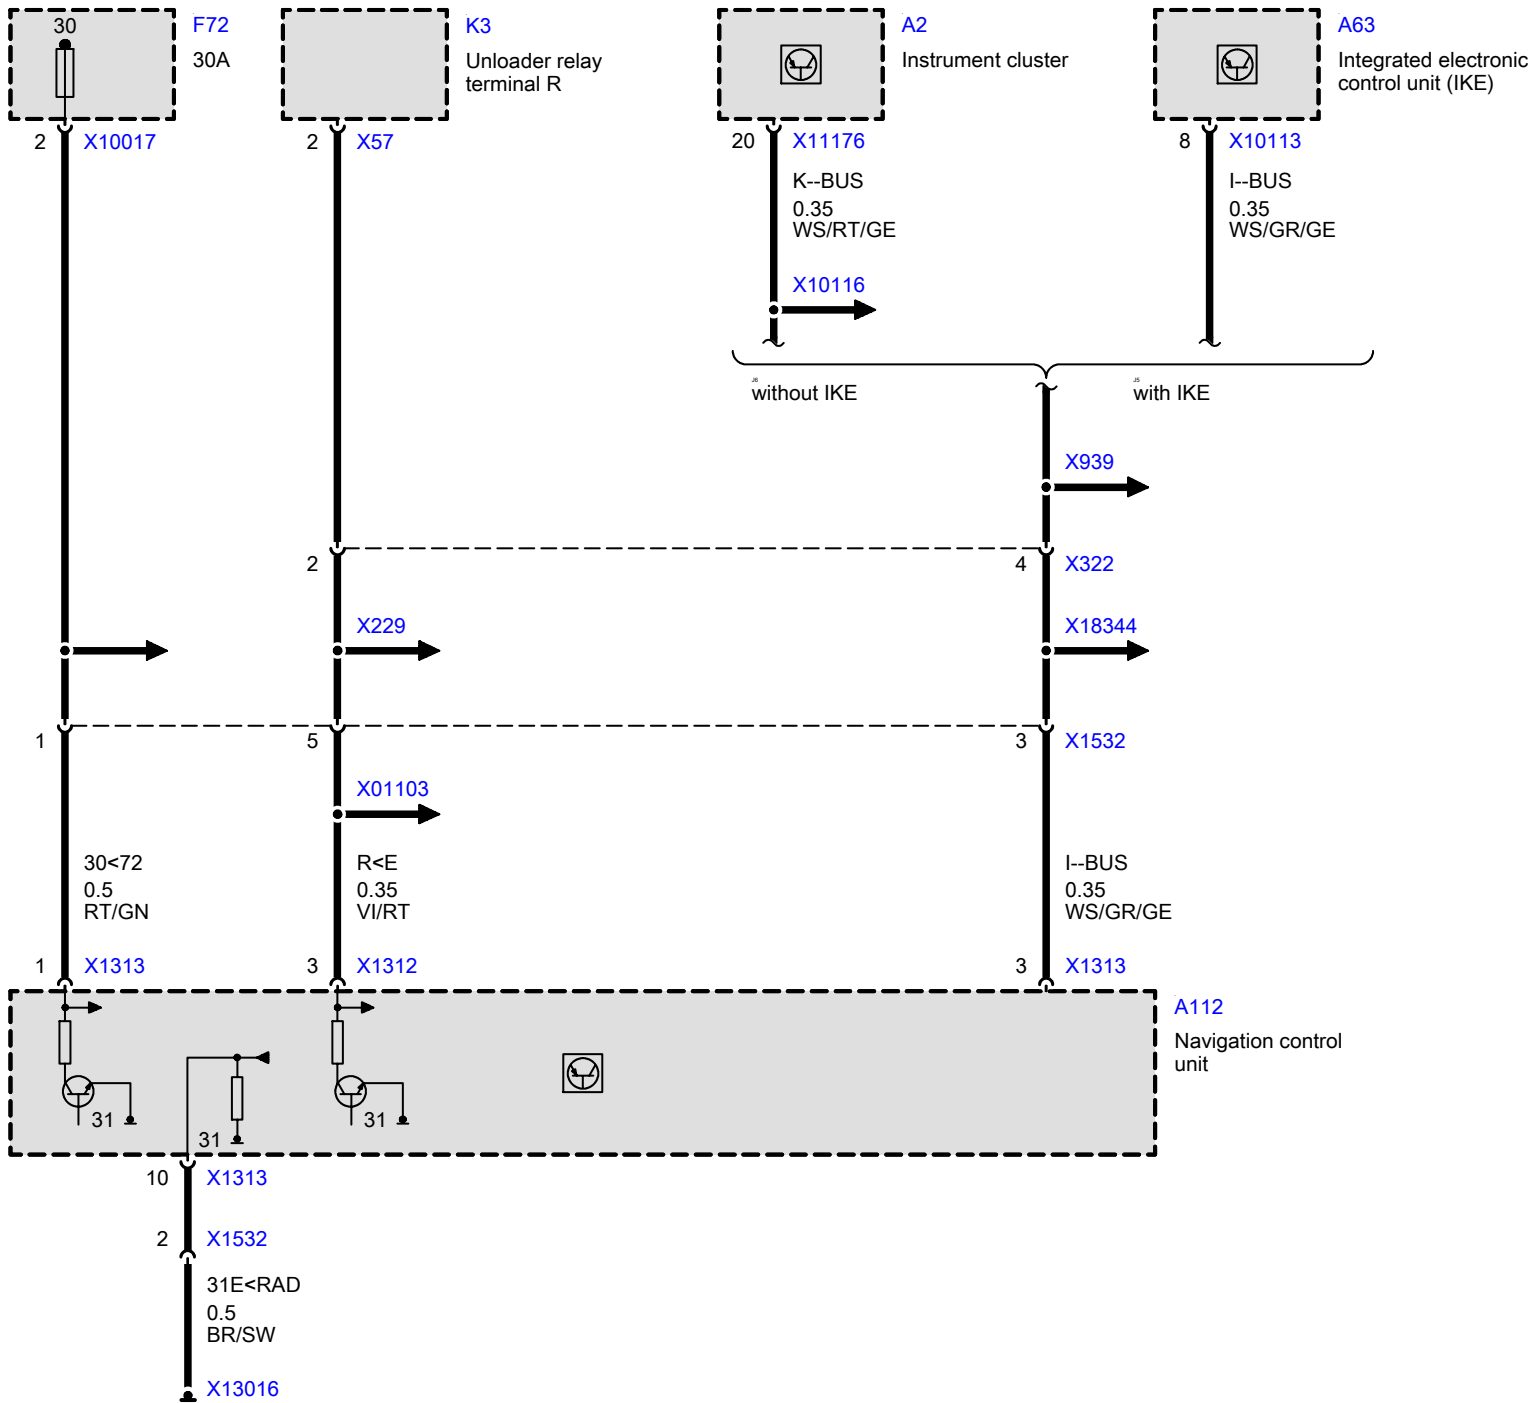 30
F72
30A
K3
Unloader relay
terminal R
A2
Instrument cluster
A63
Integrated electronic
control unit (IKE)
2 X10017
2 X57
20 X11176
8 X10113
K--BUS
0.35
WS/RT/GE
I--BUS
0.35
WS/GR/GE
X10116
J8
without IKE
J5
with IKE
X939
2
4 X322
X229
X18344
1
5
3 X1532
X01103
30<72
0.5
RT/GN
R<E
0.35
VI/RT
I--BUS
0.35
WS/GR/GE
1 X1313
3 X1312
3 X1313
A112
Navigation control
unit
31
31
31
10 X1313
2 X1532
31E<RAD
0.5
BR/SW
X13016